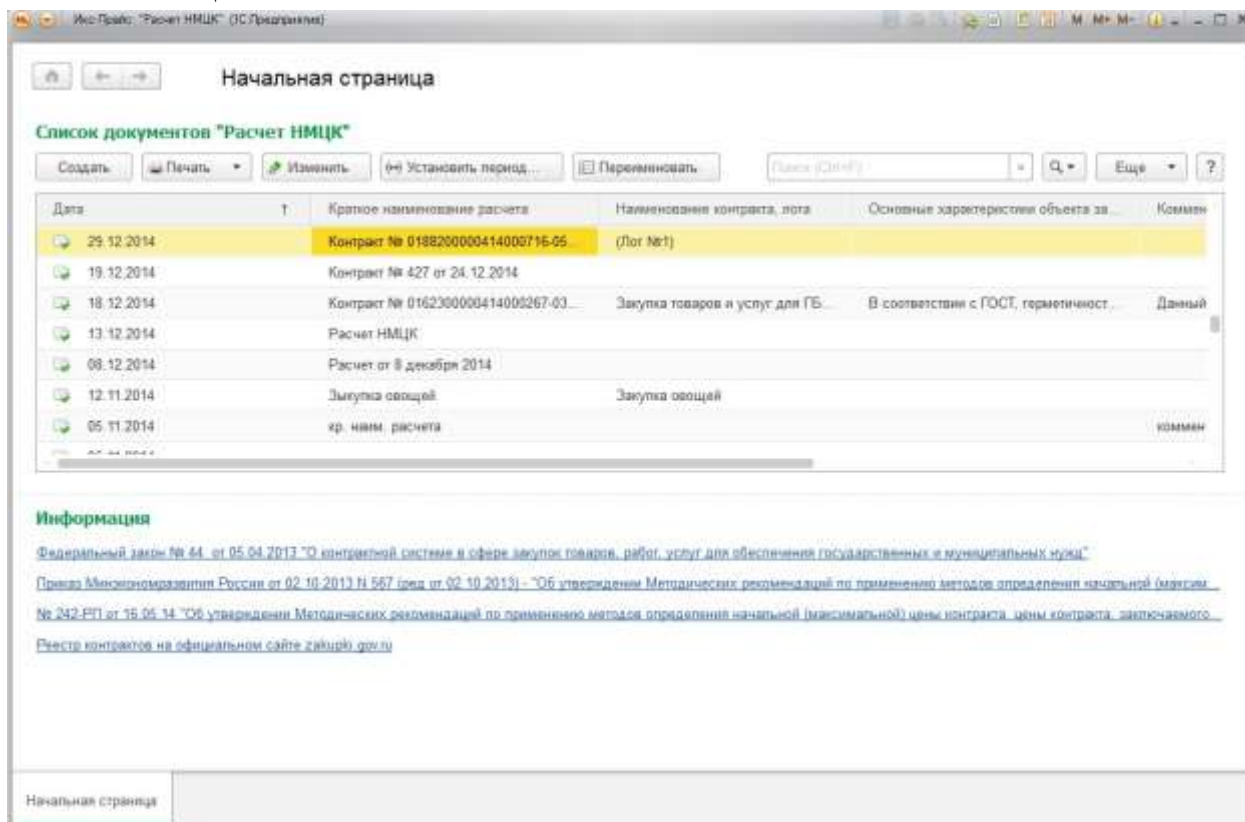 Икс-Прайс: "Расчет НМЦК" (1С:Предприятие)
M M+ M-
Начальная страница
Список документов "Расчет НМЦК"
Создать Печать Изменить Установить период... Переименовать Поиск (Ctrl+F) Еще ?
Дата Краткое наименование расчета Наименование контракта, лота Основные характеристики объекта за... Коммен
29.12.2014 Контракт № 0188200000414000716-05... (Лот №1)
19.12.2014 Контракт № 427 от 24.12.2014
18.12.2014 Контракт № 0162300000414000267-03... Закупка товаров и услуг для ГБ... В соответствии с ГОСТ, герметичност... Данный
13.12.2014 Расчет НМЦК
08.12.2014 Расчет от 8 декабря 2014
12.11.2014 Зыкупка овощей Закупка овощей
05.11.2014 кр. наим. расчета коммен
Информация
Федеральный закон № 44. от 05.04.2013 "О контрактной системе в сфере закупок товаров, работ, услуг для обеспечения государственных и муниципальных нужд"
Приказ Минэкономразвития России от 02.10.2013 N 567 (ред от 02.10.2013) - "Об утверждении Методических рекомендаций по применению методов определения начальной (максим...
№ 242-РП от 16.05.14 "Об утверждении Методических рекомендаций по применению методов определения начальной (максимальной) цены контракта, цены контракта, заключаемого...
Реестр контрактов на официальном сайте zakupki.gov.ru
Начальная страница